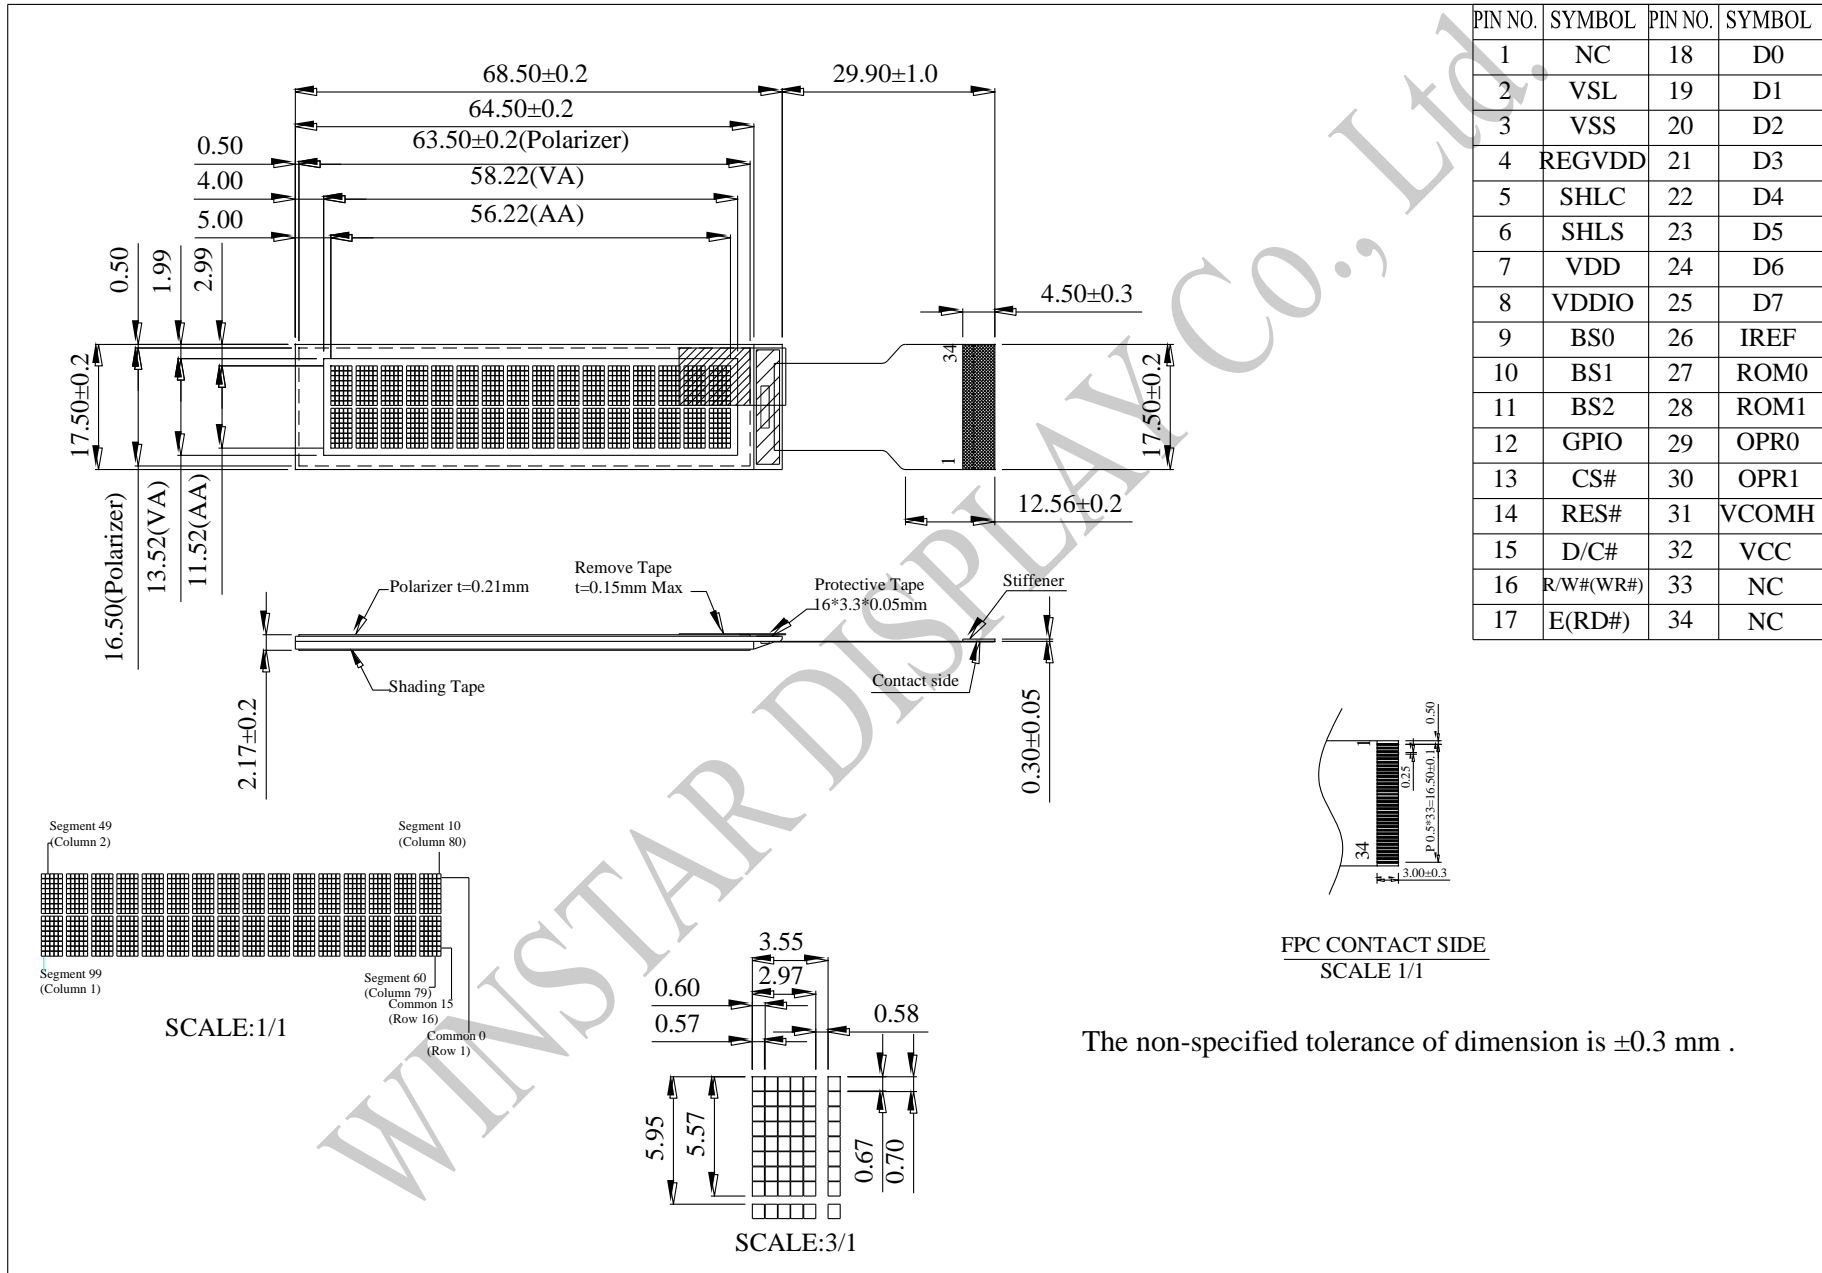 PIN NO. SYMBOL PIN NO. SYMBOL
1 NC 18 D0
2 VSL 19 D1
3 VSS 20 D2
4 REGVDD 21 D3
5 SHLC 22 D4
6 SHLS 23 D5
7 VDD 24 D6
8 VDDIO 25 D7
9 BS0 26 IREF
10 BS1 27 ROM0
11 BS2 28 ROM1
12 GPIO 29 OPR0
13 CS# 30 OPR1
14 RES# 31 VCOMH
15 D/C# 32 VCC
16 R/W#(WR#) 33 NC
17 E(RD#) 34 NC
68.50±0.2
29.90±1.0
64.50±0.2
63.50±0.2(Polarizer)
0.50
58.22(VA)
4.00
56.22(AA)
5.00
0.50
1.99
2.99
4.50±0.3
17.50±0.2
34
1
17.50±0.2
12.56±0.2
16.50(Polarizer)
13.52(VA)
11.52(AA)
Polarizer t=0.21mm
Remove Tape
t=0.15mm Max
Protective Tape
16*3.3*0.05mm
Stiffener
Shading Tape
Contact side
2.17±0.2
0.30±0.05
Segment 49
(Column 2)
Segment 10
(Column 80)
Segment 99
(Column 1)
Segment 60
(Column 79)
Common 15
(Row 16)
Common 0
(Row 1)
SCALE:1/1
3.55
2.97
0.60
0.57
0.58
5.95
5.57
0.67
0.70
SCALE:3/1
1
34
0.50
0.25
P 0.5*33=16.50±0.1
3.00±0.3
FPC CONTACT SIDE
SCALE 1/1
The non-specified tolerance of dimension is ±0.3 mm .
WINSTAR DISPLAY Co., Ltd.